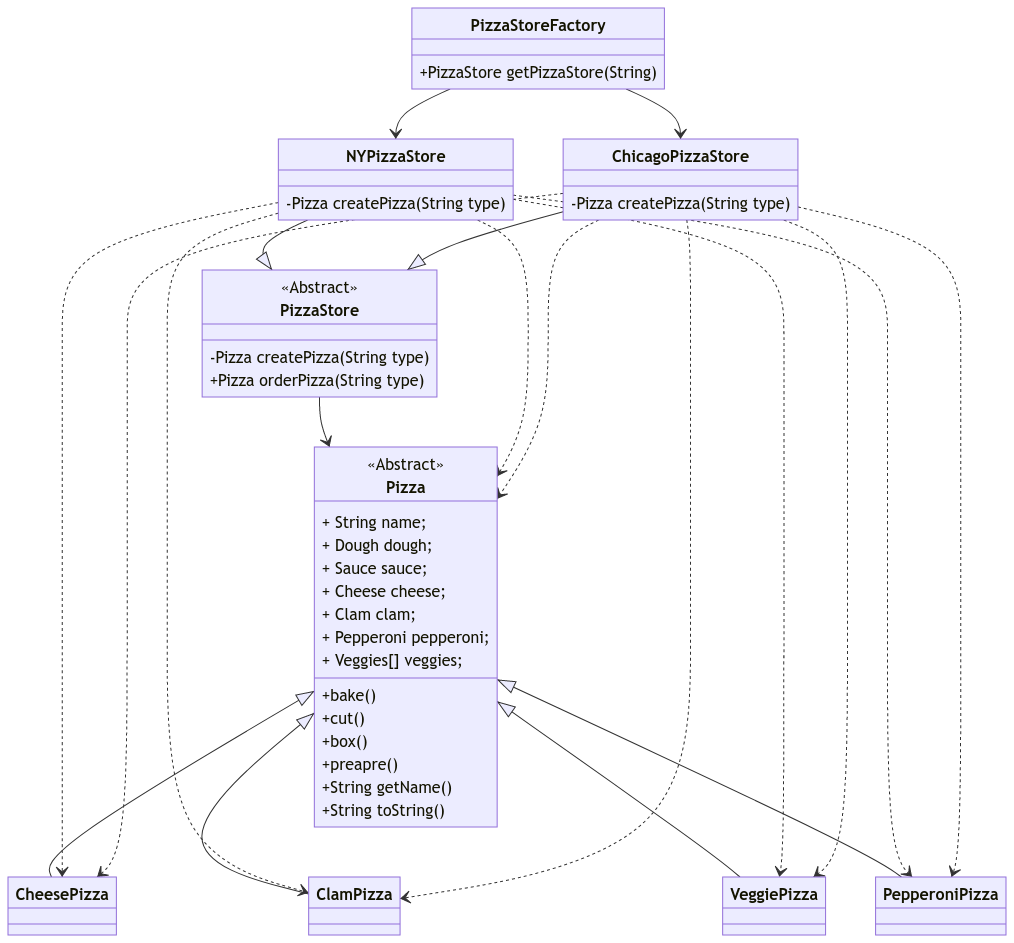 PizzaStoreFactory
+PizzaStore getPizzaStore(String)
NYPizzaStore
-Pizza createPizza(String type)
ChicagoPizzaStore
-Pizza createPizza(String type)
«Abstract»
PizzaStore
-Pizza createPizza(String type)
+Pizza orderPizza(String type)
«Abstract»
Pizza
+ String name;
+ Dough dough;
+ Sauce sauce;
+ Cheese cheese;
+ Clam clam;
+ Pepperoni pepperoni;
+ Veggies[] veggies;
+bake()
+cut()
+box()
+preapre()
+String getName()
+String toString()
CheesePizza
ClamPizza
VeggiePizza
PepperoniPizza